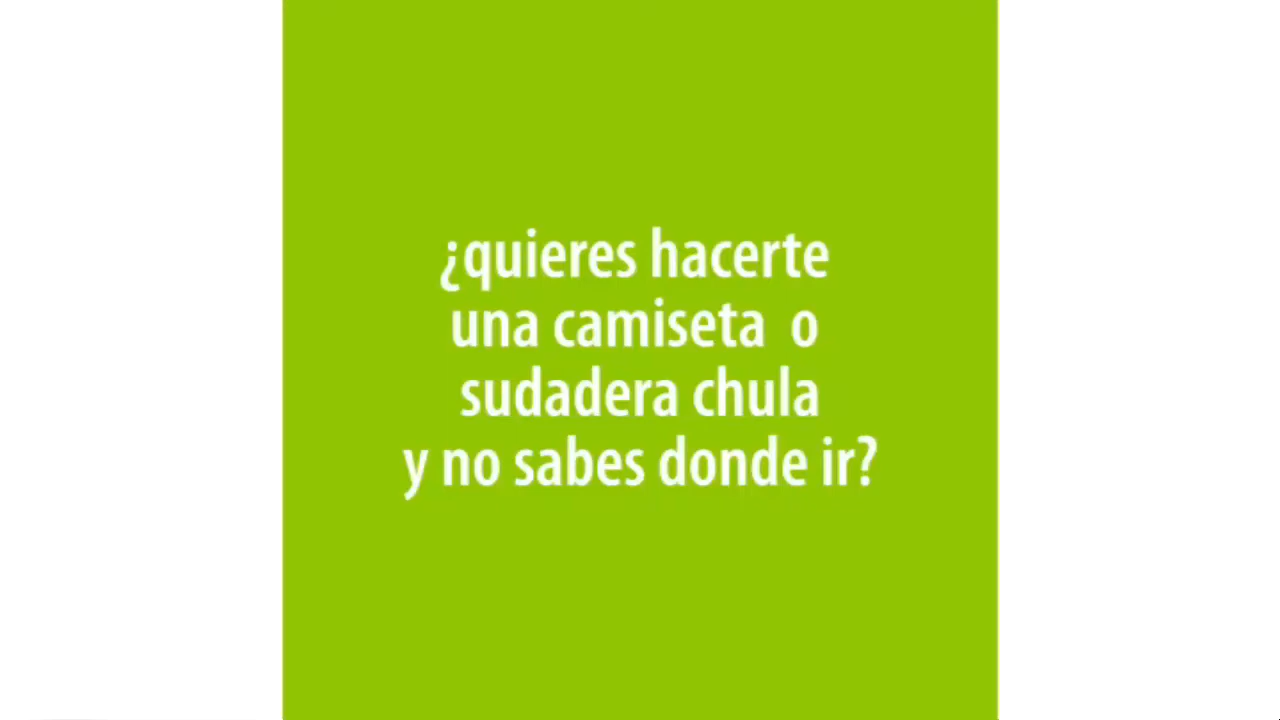 ¿quieres hacerte
una camiseta o
sudadera chula
y no sabes donde ir?